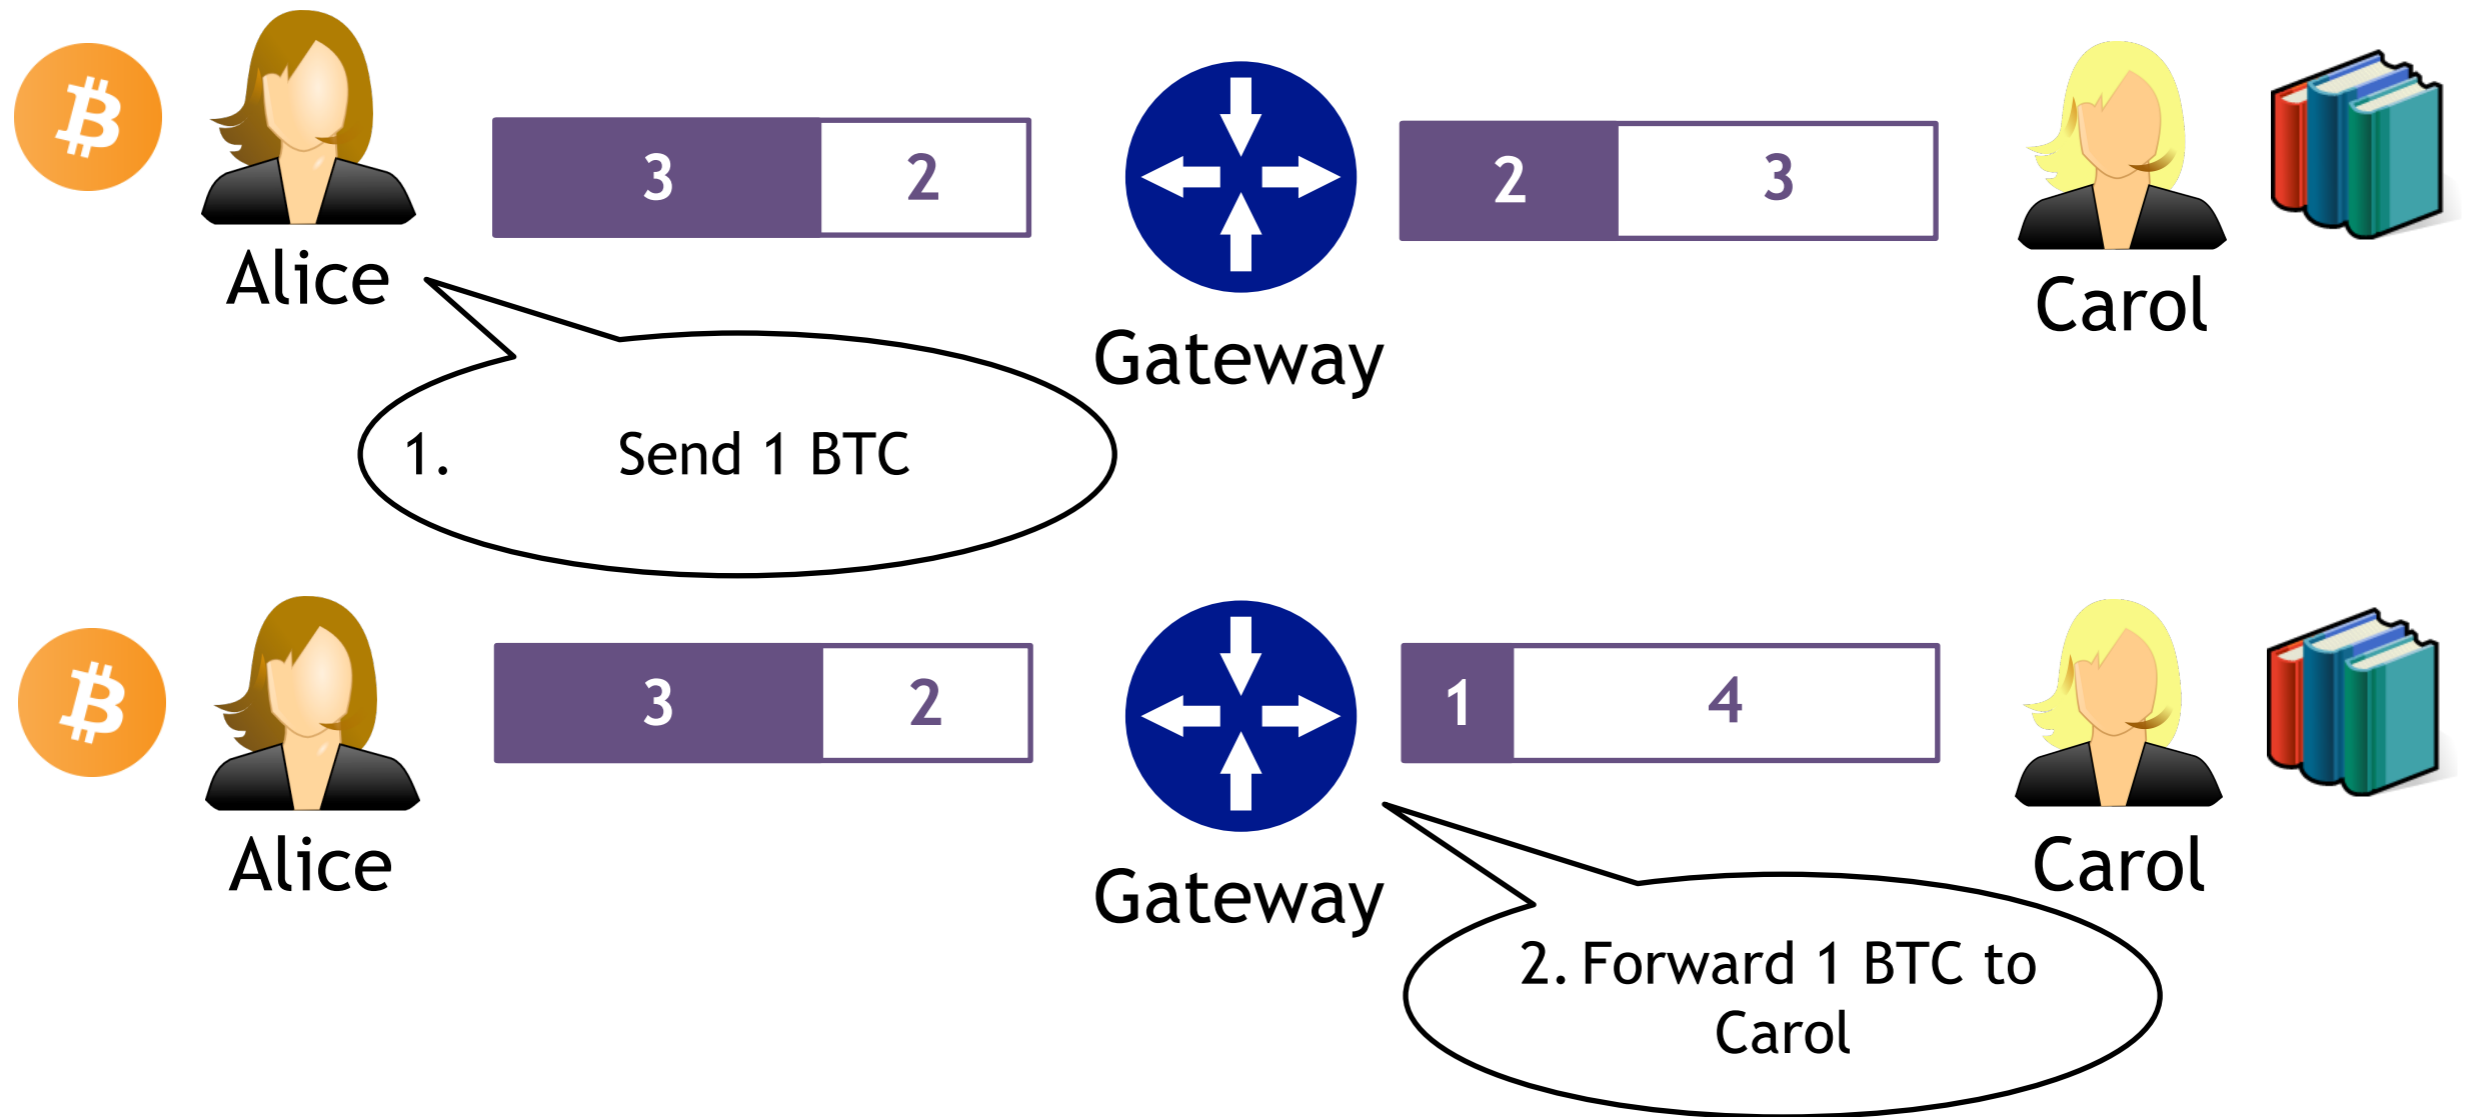 3 2 2 3
Alice
Gateway
Carol
1. Send 1 BTC
3 2 1 4
Alice
Gateway
Carol
2. Forward 1 BTC to
Carol